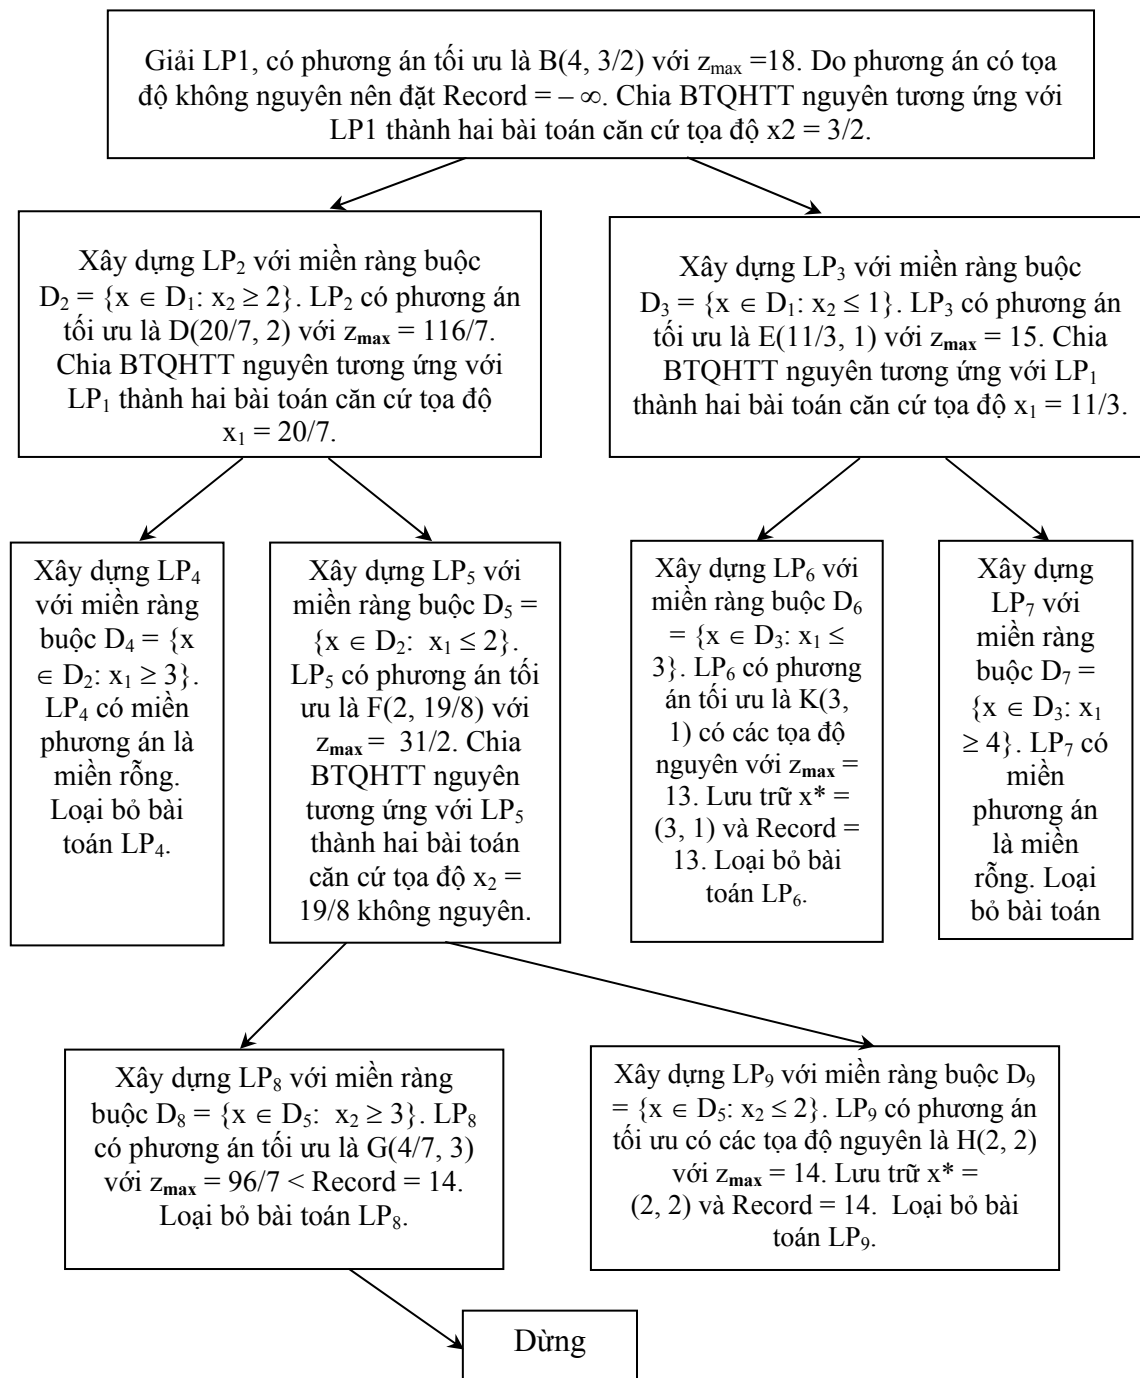 Giải LP1, có phương án tối ưu là B(4, 3/2) với zmax =18. Do phương án có tọa
độ không nguyên nên đặt Record = – ∞. Chia BTQHTT nguyên tương ứng với
LP1 thành hai bài toán căn cứ tọa độ x2 = 3/2.
Xây dựng LP2 với miền ràng buộc
D2 = {x ∈ D1: x2 ≥ 2}. LP2 có phương án
tối ưu là D(20/7, 2) với zmax = 116/7.
Chia BTQHTT nguyên tương ứng với
LP1 thành hai bài toán căn cứ tọa độ
x1 = 20/7.
Xây dựng LP3 với miền ràng buộc
D3 = {x ∈ D1: x2 ≤ 1}. LP3 có phương án
tối ưu là E(11/3, 1) với zmax = 15. Chia
BTQHTT nguyên tương ứng với LP1
thành hai bài toán căn cứ tọa độ x1 = 11/3.
Xây dựng LP4
với miền ràng
buộc D4 = {x
∈ D2: x1 ≥ 3}.
LP4 có miền
phương án là
miền rỗng.
Loại bỏ bài
toán LP4.
Xây dựng LP5 với
miền ràng buộc D5 =
{x ∈ D2: x1 ≤ 2}.
LP5 có phương án tối
ưu là F(2, 19/8) với
zmax = 31/2. Chia
BTQHTT nguyên
tương ứng với LP5
thành hai bài toán
căn cứ tọa độ x2 =
19/8 không nguyên.
Xây dựng LP6 với
miền ràng buộc D6
= {x ∈ D3: x1 ≤
3}. LP6 có phương
án tối ưu là K(3,
1) có các tọa độ
nguyên với zmax =
13. Lưu trữ x* =
(3, 1) và Record =
13. Loại bỏ bài
toán LP6.
Xây dựng
LP7 với
miền ràng
buộc D7 =
{x ∈ D3: x1
≥ 4}. LP7 có
miền
phương án
là miền
rỗng. Loại
bỏ bài toán
Xây dựng LP8 với miền ràng
buộc D8 = {x ∈ D5: x2 ≥ 3}. LP8
có phương án tối ưu là G(4/7, 3)
với zmax = 96/7 < Record = 14.
Loại bỏ bài toán LP8.
Xây dựng LP9 với miền ràng buộc D9
= {x ∈ D5: x2 ≤ 2}. LP9 có phương án
tối ưu có các tọa độ nguyên là H(2, 2)
với zmax = 14. Lưu trữ x* =
(2, 2) và Record = 14. Loại bỏ bài
toán LP9.
Dừng